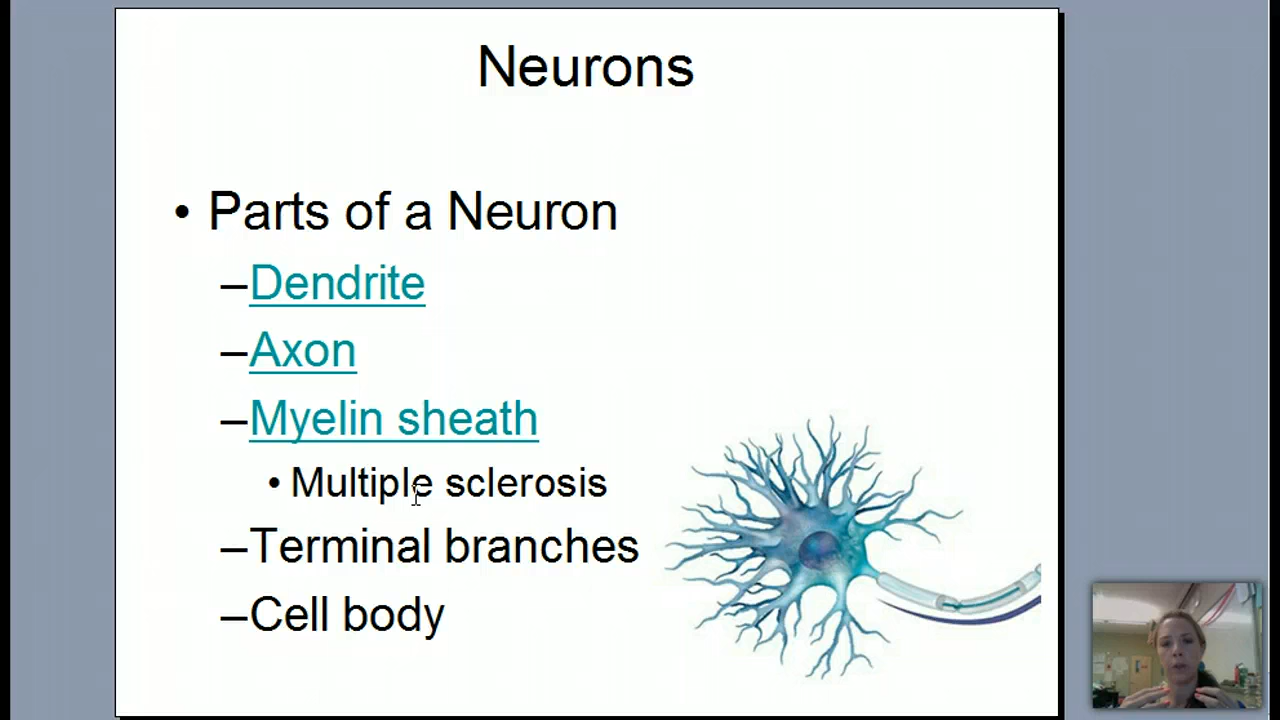 Neurons
• Parts of a Neuron
–Dendrite
–Axon
–Myelin sheath
• Multiple sclerosis
–Terminal branches
–Cell body